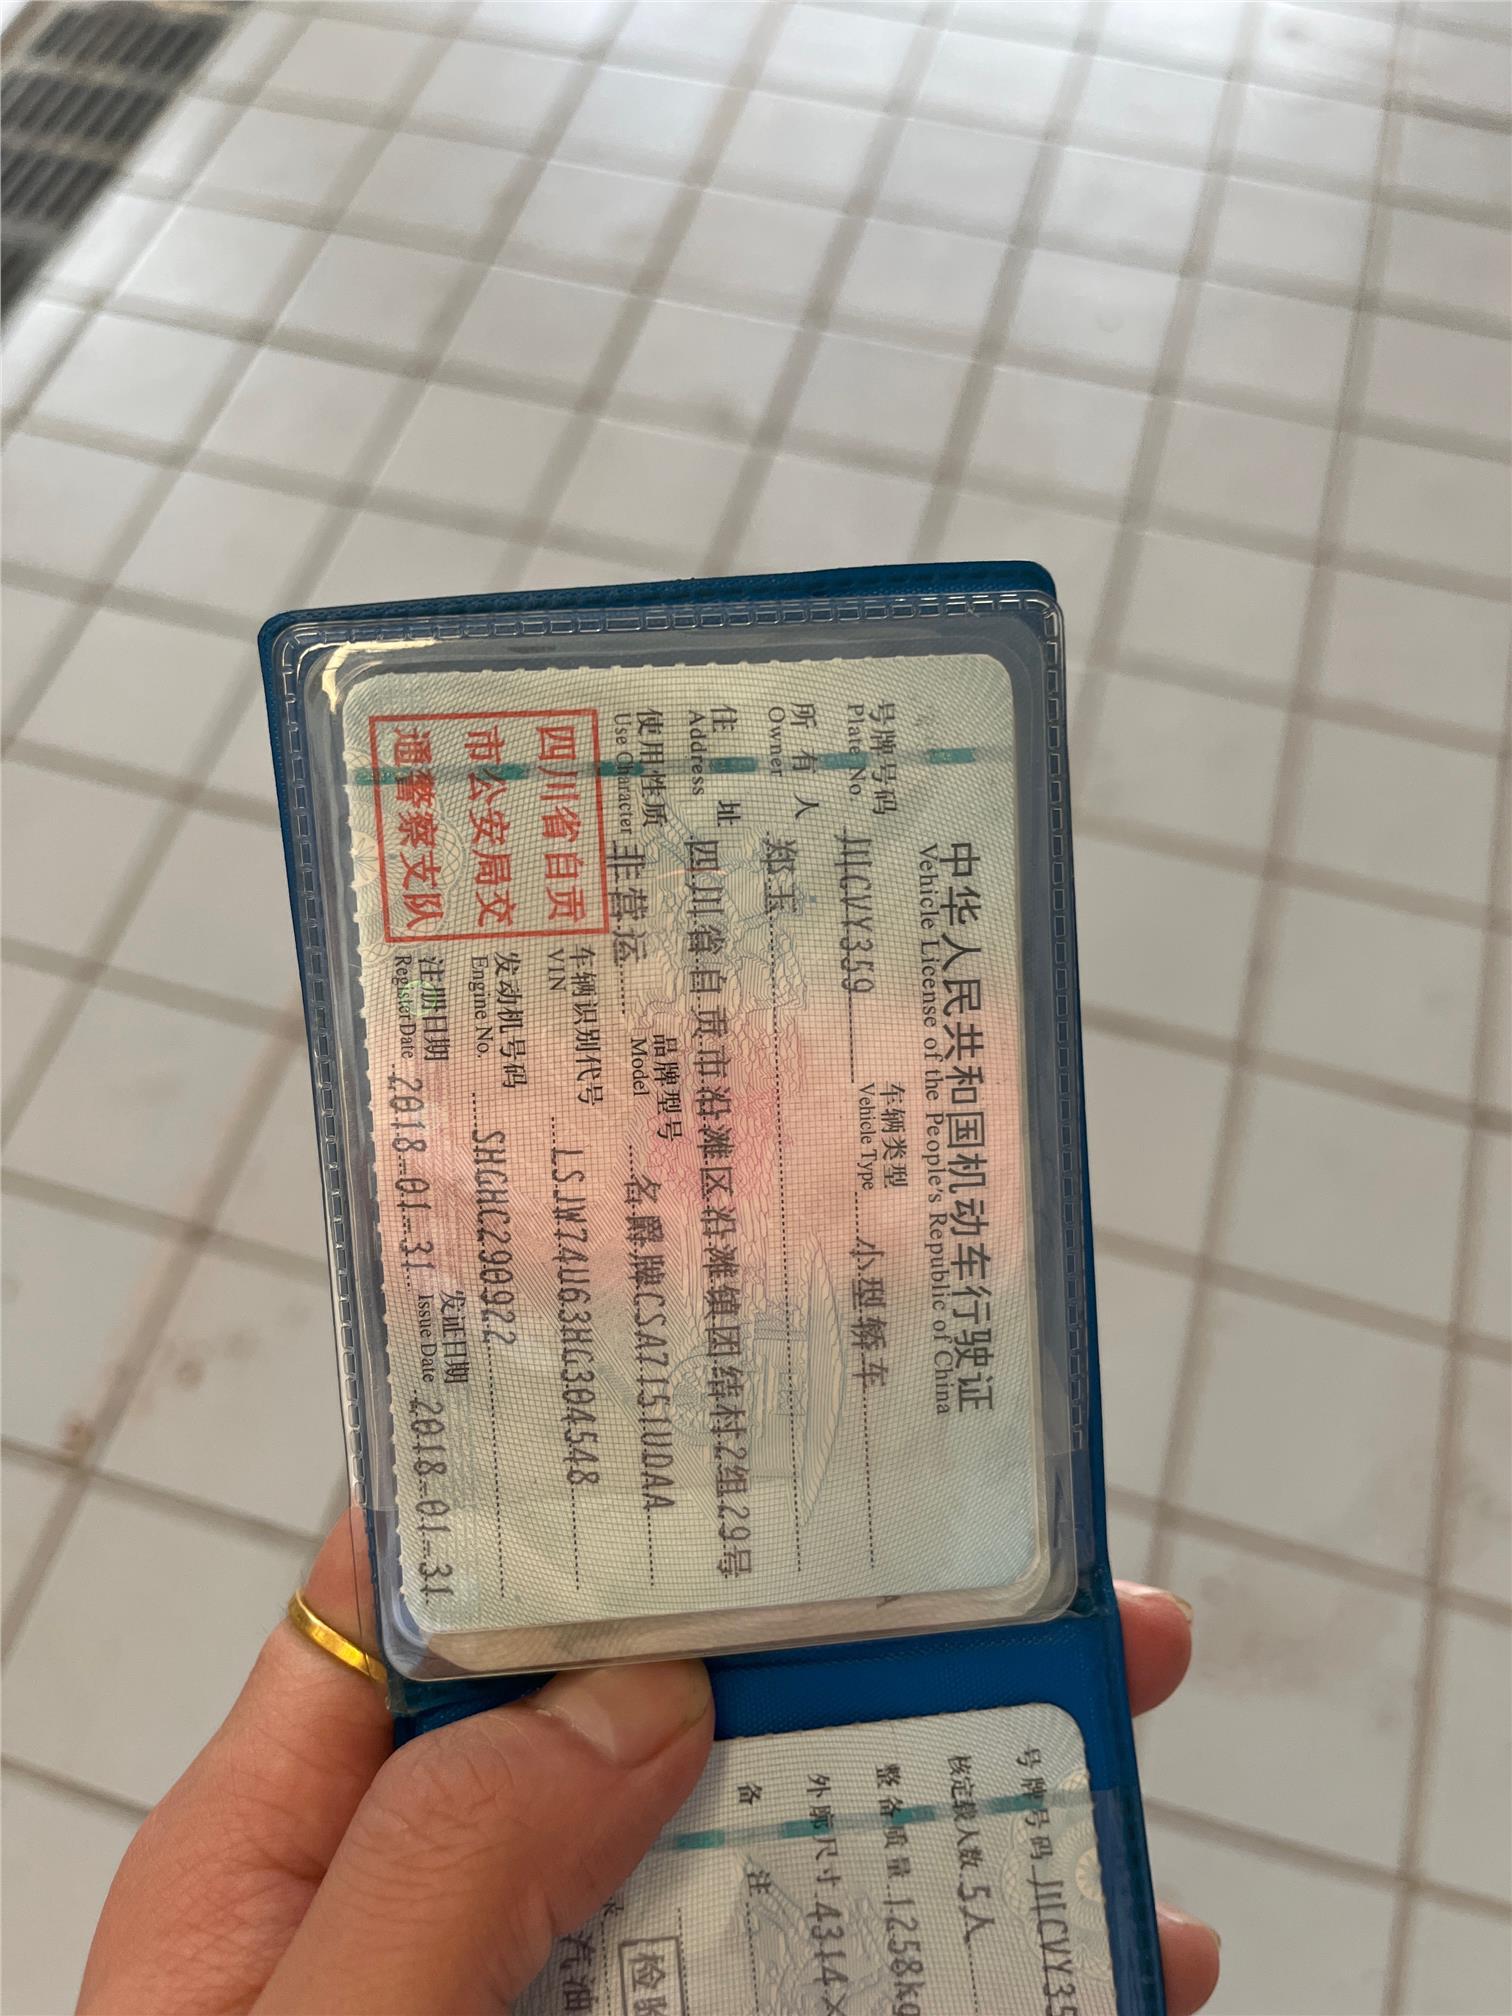 中华人民共和国机动车行驶证
Vehicle License of the People's Republic of China
号牌号码 川CVY359 车辆类型 小型轿车
Plate No. Vehicle Type
所有人 郑玉
Owner
住址 四川省自贡市沿滩区沿滩镇团结村2组29号
Address
使用性质 非营运 品牌型号 名爵牌CSA7151UDAA
Use Character Model
车辆识别代号 LSJW74U63HG304548
VIN
发动机号码 SHGHC290922
Engine No.
注册日期 2018-01-31 发证日期 2018-01-31
Register Date Issue Date
四川省自贡
市公安局交
通警察支队
号牌号码 川CVY35
核定载人数 5人
整备质量 1258kg
外廓尺寸 4314×
备注
汽油